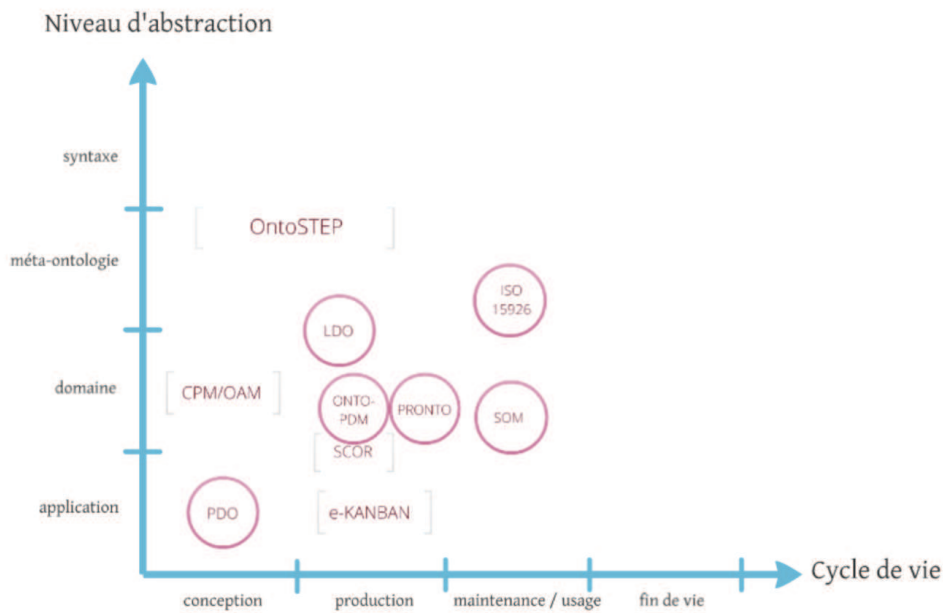 Niveau d'abstraction
syntaxe
OntoSTEP
méta-ontologie
ISO
15926
LDO
domaine
CPM/OAM
ONTO-
PDM
PRONTO
SOM
SCOR
application
PDO
e-KANBAN
Cycle de vie
conception
production
maintenance / usage
fin de vie